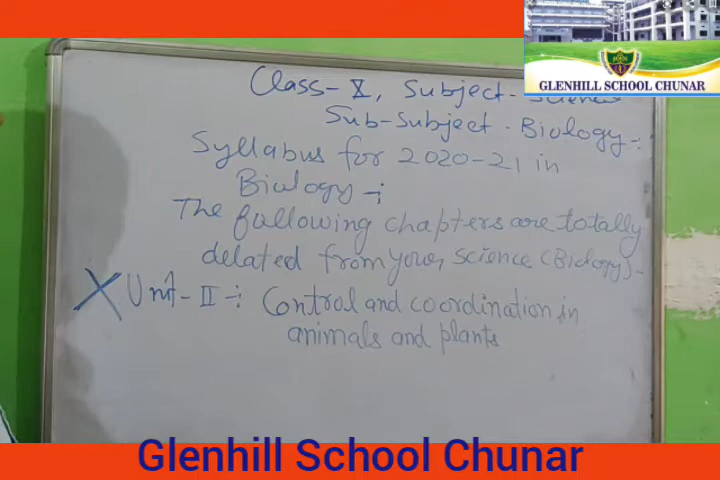 GLENHILL SCHOOL CHUNAR
Class-X, Subject-Science
Sub-Subject. Biology:-
Syllabus for 2020-21 in
Biology-:
The following chapters are totally
delated from your science (Biology)-
X Unit-II-: Control and coordination in
animals and plants
Glenhill School Chunar